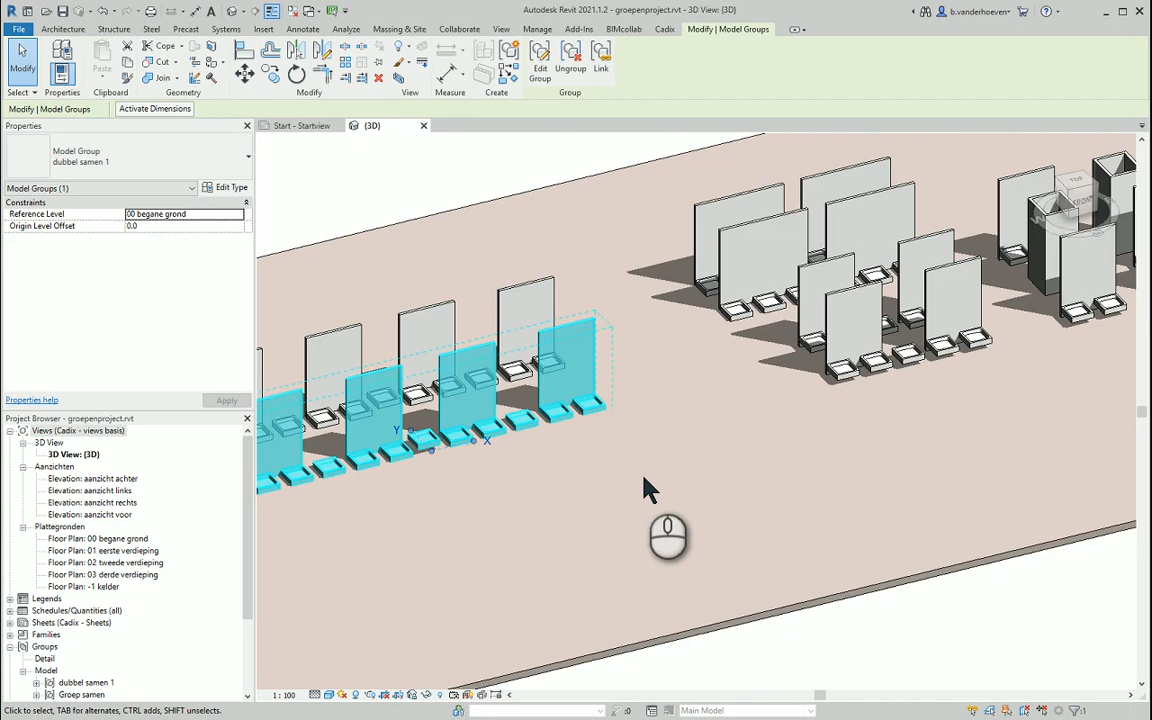 Autodesk Revit 2021.1.2 - groepenproject.rvt - 3D View: {3D}
b.vanderhoeven
File Architecture Structure Steel Precast Systems Insert Annotate Analyze Massing & Site Collaborate View Manage Add-Ins BIMcollab Cadix Modify | Model Groups
Modify
Paste
Cope
Cut
Join
Edit Group
Ungroup
Link
Select Properties Clipboard Geometry Modify View Measure Create Group
Modify | Model Groups Activate Dimensions
Properties
Start - Startview
{3D}
Model Group
dubbel samen 1
Model Groups (1) Edit Type
Constraints
Reference Level 00 begane grond
Origin Level Offset 0.0
Properties help Apply
Project Browser - groepenproject.rvt
Views (Cadix - views basis)
3D View
3D View: {3D}
Aanzichten
Elevation: aanzicht achter
Elevation: aanzicht links
Elevation: aanzicht rechts
Elevation: aanzicht voor
Plattegronden
Floor Plan: 00 begane grond
Floor Plan: 01 eerste verdieping
Floor Plan: 02 tweede verdieping
Floor Plan: 03 derde verdieping
Floor Plan: -1 kelder
Legends
Schedules/Quantities (all)
Sheets (Cadix - Sheets)
Families
Groups
Detail
Model
dubbel samen 1
Groep samen
Y
X
TOP
FRONT
1 : 100
Click to select, TAB for alternates, CTRL adds, SHIFT unselects.
:0
Main Model
:1